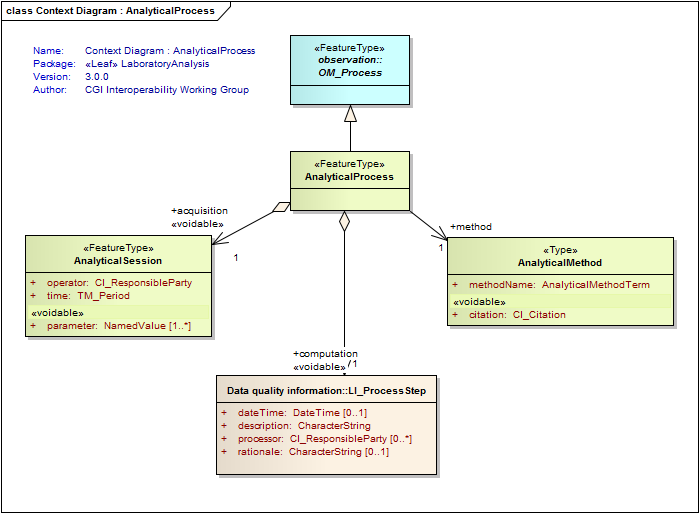 class Context Diagram : AnalyticalProcess
Name: Context Diagram : AnalyticalProcess
Package: «Leaf» LaboratoryAnalysis
Version: 3.0.0
Author: CGI Interoperability Working Group
«FeatureType»
observation::
OM_Process
«FeatureType»
AnalyticalProcess
+acquisition
«voidable»
1
+method
1
«FeatureType»
AnalyticalSession
+ operator: CI_ResponsibleParty
+ time: TM_Period
«voidable»
+ parameter: NamedValue [1..*]
«Type»
AnalyticalMethod
+ methodName: AnalyticalMethodTerm
«voidable»
+ citation: CI_Citation
+computation
«voidable» /1
Data quality information::LI_ProcessStep
+ dateTime: DateTime [0..1]
+ description: CharacterString
+ processor: CI_ResponsibleParty [0..*]
+ rationale: CharacterString [0..1]